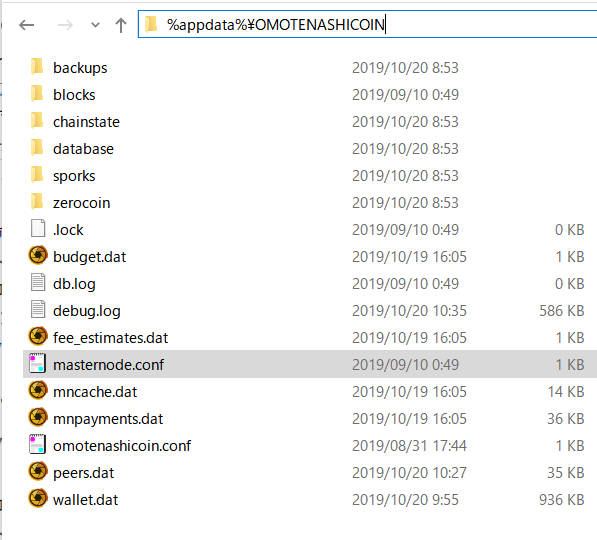 %appdata%¥OMOTENASHICOIN
backups 2019/10/20 8:53
blocks 2019/09/10 0:49
chainstate 2019/10/20 8:53
database 2019/10/20 8:53
sporks 2019/10/20 8:53
zerocoin 2019/10/20 8:53
.lock 2019/09/10 0:49 0 KB
budget.dat 2019/10/19 16:05 1 KB
db.log 2019/09/10 0:49 0 KB
debug.log 2019/10/20 10:35 586 KB
fee_estimates.dat 2019/10/19 16:05 1 KB
masternode.conf 2019/09/10 0:49 1 KB
mncache.dat 2019/10/19 16:05 14 KB
mnpayments.dat 2019/10/19 16:05 36 KB
omotenashicoin.conf 2019/08/31 17:44 1 KB
peers.dat 2019/10/20 10:27 35 KB
wallet.dat 2019/10/20 9:55 936 KB